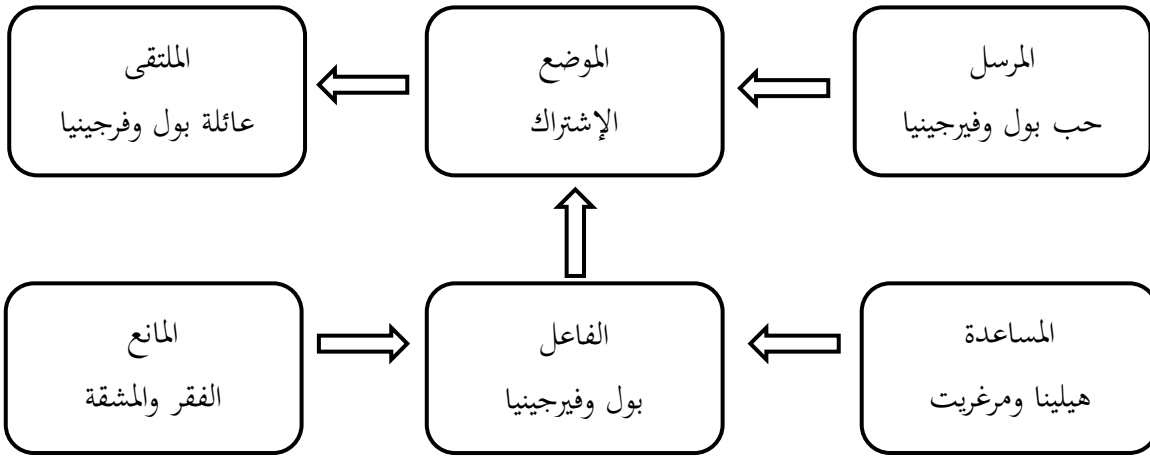 المرسل
حب بول وفيرجينيا
الموضع
الإشتراك
الملتقى
عائلة بول وفرجينيا
المساعدة
هيلينا ومرغريت
الفاعل
بول وفيرجينيا
المانع
الفقر والمشقة